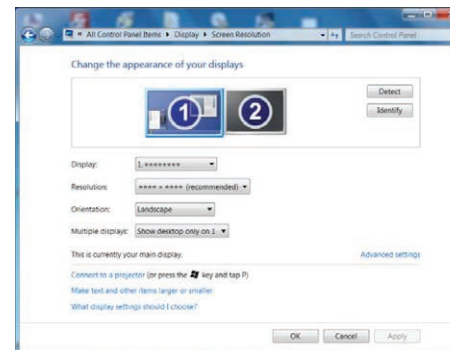 « All Control Panel Items ▸ Display ▸ Screen Resolution
Search Control Panel
Change the appearance of your displays
1
2
Detect
Identify
Display: 1. ********
Resolution: **** × **** (recommended)
Orientation: Landscape
Multiple displays: Show desktop only on 1
This is currently your main display.
Advanced settings
Connect to a projector (or press the key and tap P)
Make text and other items larger or smaller
What display settings should I choose?
OK
Cancel
Apply